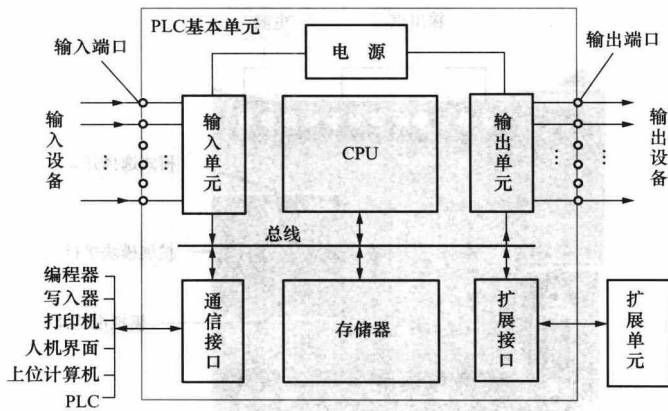 PLC基本单元
输入端口
电 源
输出端口
输入设备
输入单元
CPU
输出单元
输出设备
总线
编程器
写入器
打印机
人机界面
上位计算机
PLC
通信接口
存储器
扩展接口
扩展单元